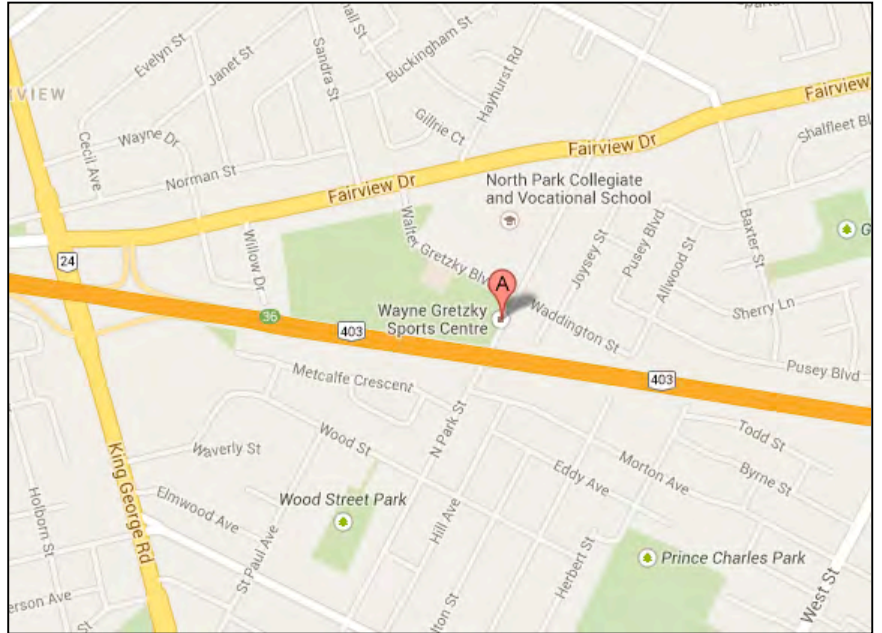 Evelyn St
Janet St
Sandra St
Buckingham St
Hayhurst Rd
Fairview
Cecil Ave
Wayne Dr
Gillrie Ct
Shalfleet Bl
Norman St
Fairview Dr
Fairview Dr
North Park Collegiate
and Vocational School
Walter Gretzky Blv
Willow Dr
24
Joysey St
Pusey Blvd
Allwood St
Baxter St
G
A
36
403
Wayne Gretzky
Sports Centre
Waddington St
Sherry Ln
Pusey Blvd
403
Metcalfe Crescent
N Park St
Todd St
Waverly St
Wood St
Eddy Ave
Morton Ave
Byrne St
King George Rd
Holborn St
Elmwood Ave
Wood Street Park
Hill Ave
St Paul Ave
Herbert St
Prince Charles Park
West St
erson Ave
lton St